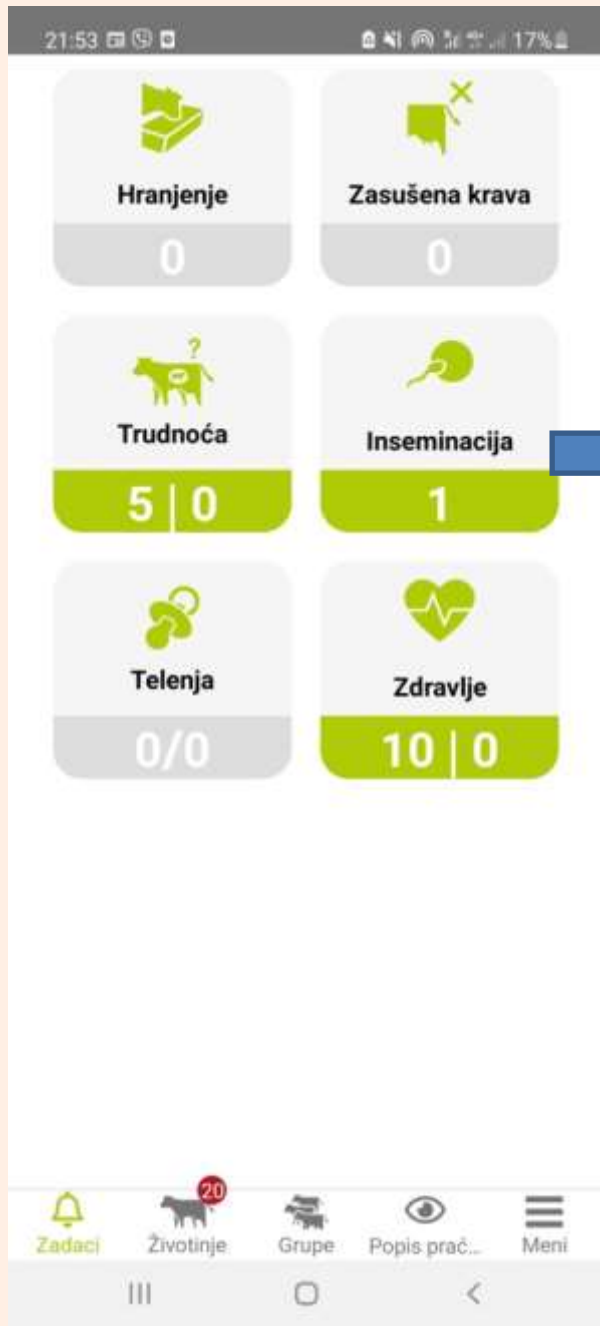 21:53
17%
Hranjenje
Zasušena krava
0
0
?
Trudnoća
Inseminacija
5 | 0
1
Telenja
Zdravlje
0/0
10 | 0
20
Zadaci
Životinje
Grupe
Popis prać...
Meni